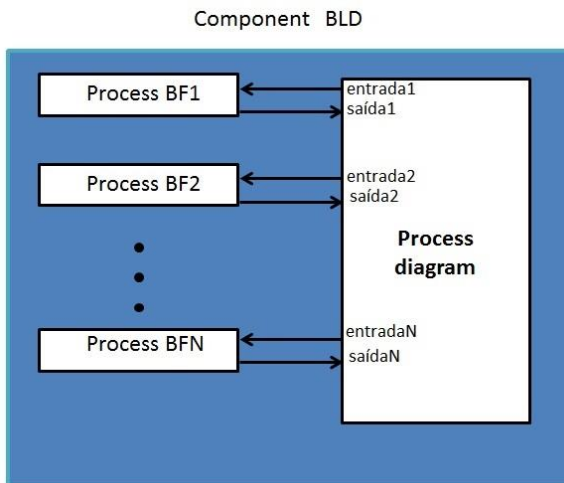 Component BLD
Process BF1
entrada1
saída1
Process BF2
entrada2
saída2
Process
diagram
Process BFN
entradaN
saídaN